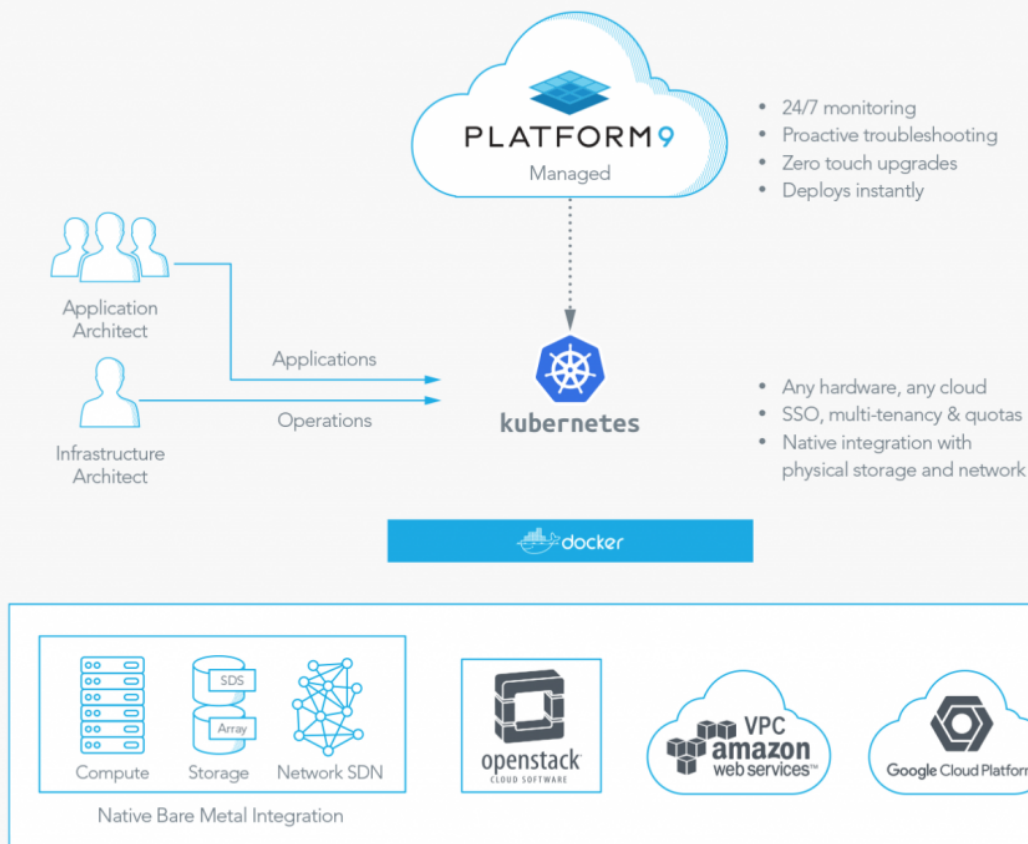 PLATFORM9
Managed
• 24/7 monitoring
• Proactive troubleshooting
• Zero touch upgrades
• Deploys instantly
Application
Architect
Applications
Operations
Infrastructure
Architect
kubernetes
• Any hardware, any cloud
• SSO, multi-tenancy & quotas
• Native integration with
physical storage and network
docker
SDS
Array
Compute
Storage
Network SDN
Native Bare Metal Integration
openstack
CLOUD SOFTWARE
VPC
amazon
web services™
Google Cloud Platform